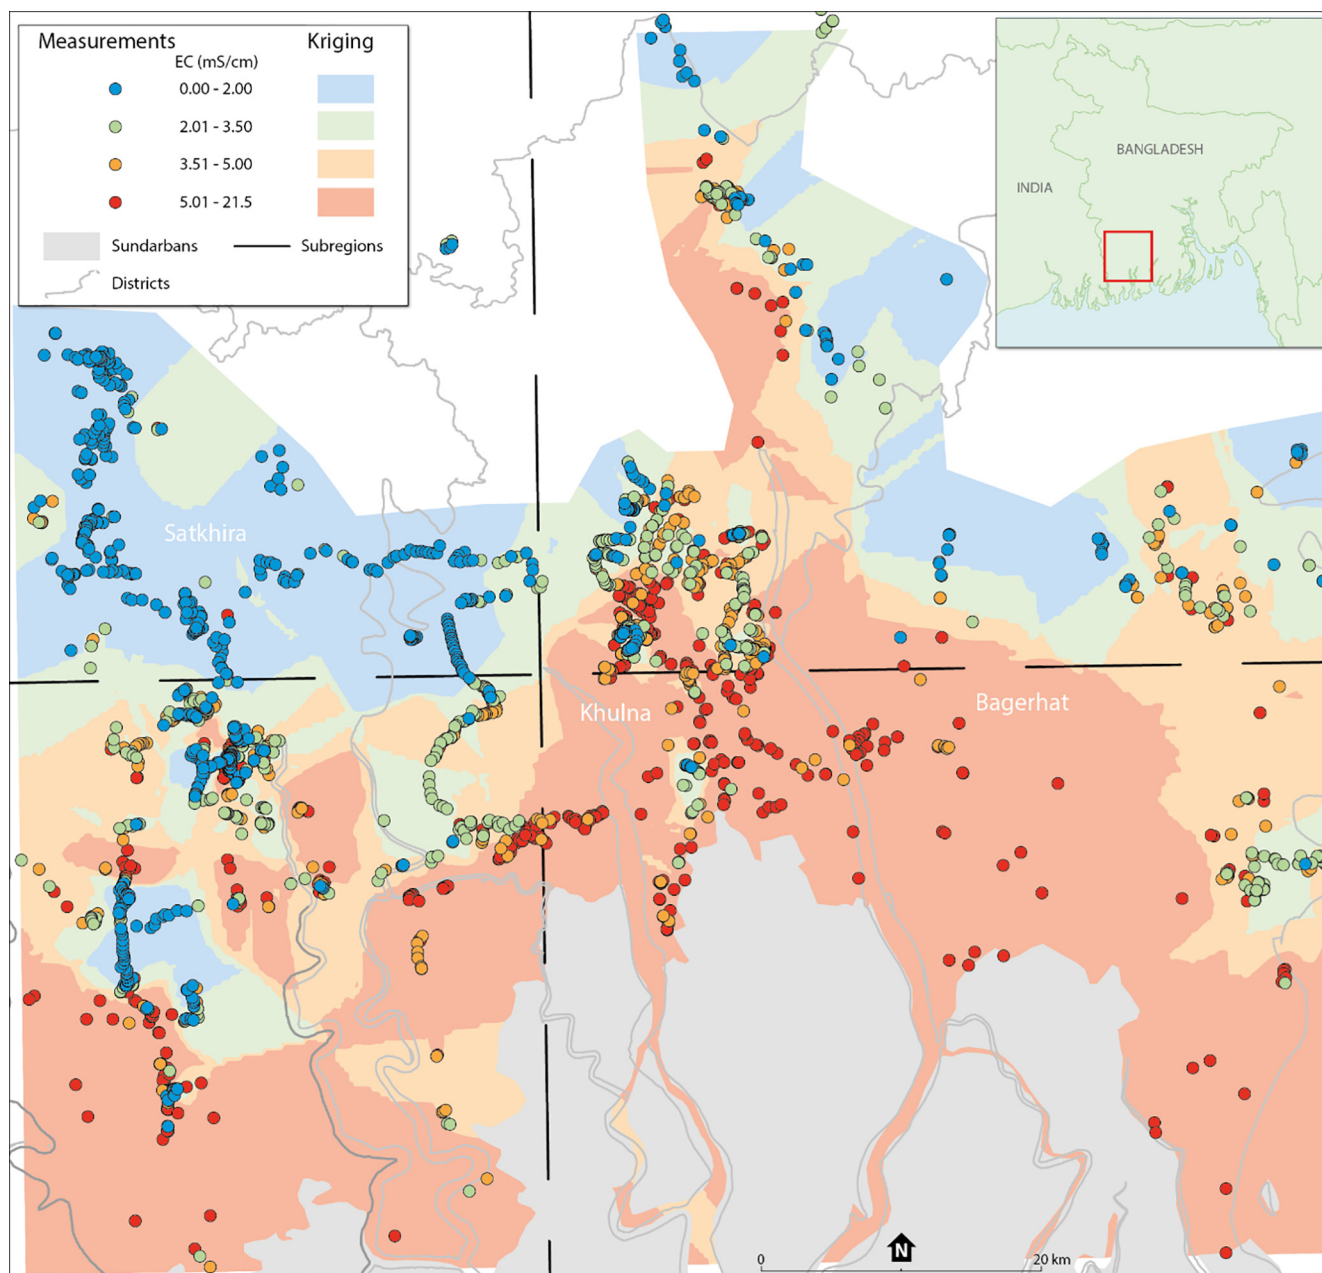 Measurements Kriging
EC (mS/cm)
0.00 - 2.00
2.01 - 3.50
3.51 - 5.00
5.01 - 21.5
Sundarbans Subregions
Districts
BANGLADESH
INDIA
Satkhira
Khulna
Bagerhat
N
0 20 km